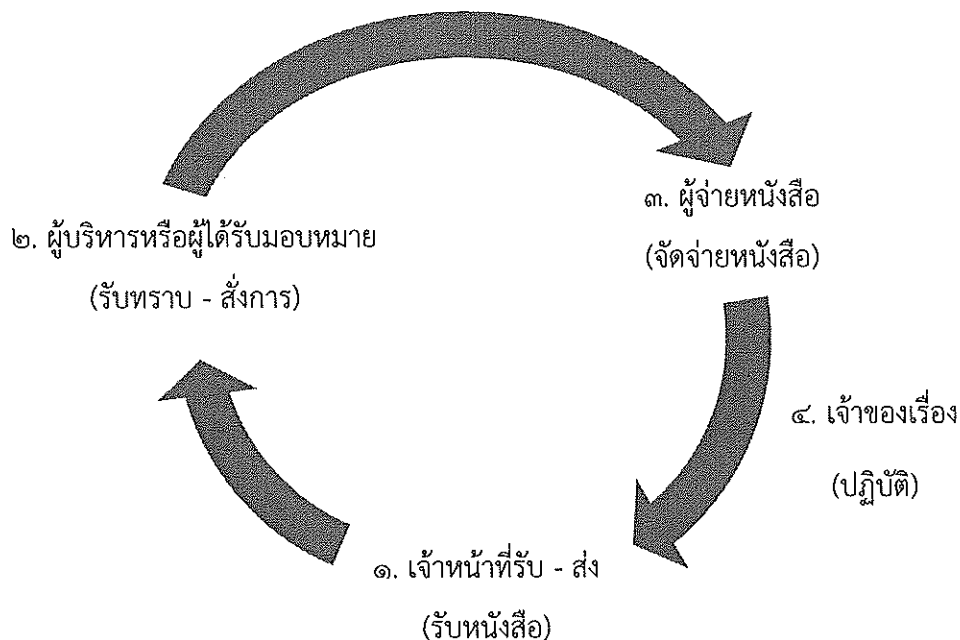 ๓. ผู้จ่ายหนังสือ
(จัดจ่ายหนังสือ)
๒. ผู้บริหารหรือผู้ได้รับมอบหมาย
(รับทราบ - สั่งการ)
๔. เจ้าของเรื่อง
(ปฏิบัติ)
๑. เจ้าหน้าที่รับ - ส่ง
(รับหนังสือ)